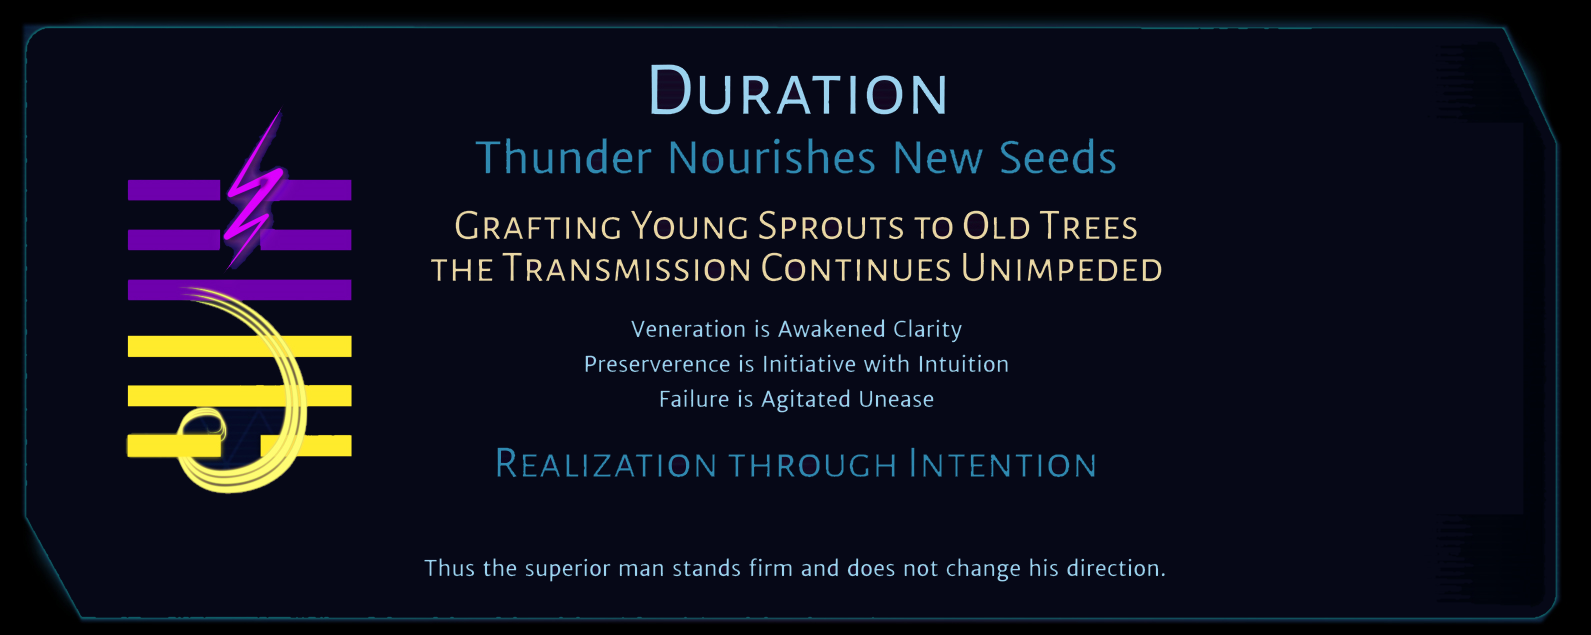 Duration
Thunder Nourishes New Seeds
Grafting Young Sprouts to Old Trees
the Transmission Continues Unimpeded
Veneration is Awakened Clarity
Preserverence is Initiative with Intuition
Failure is Agitated Unease
Realization through Intention
Thus the superior man stands firm and does not change his direction.